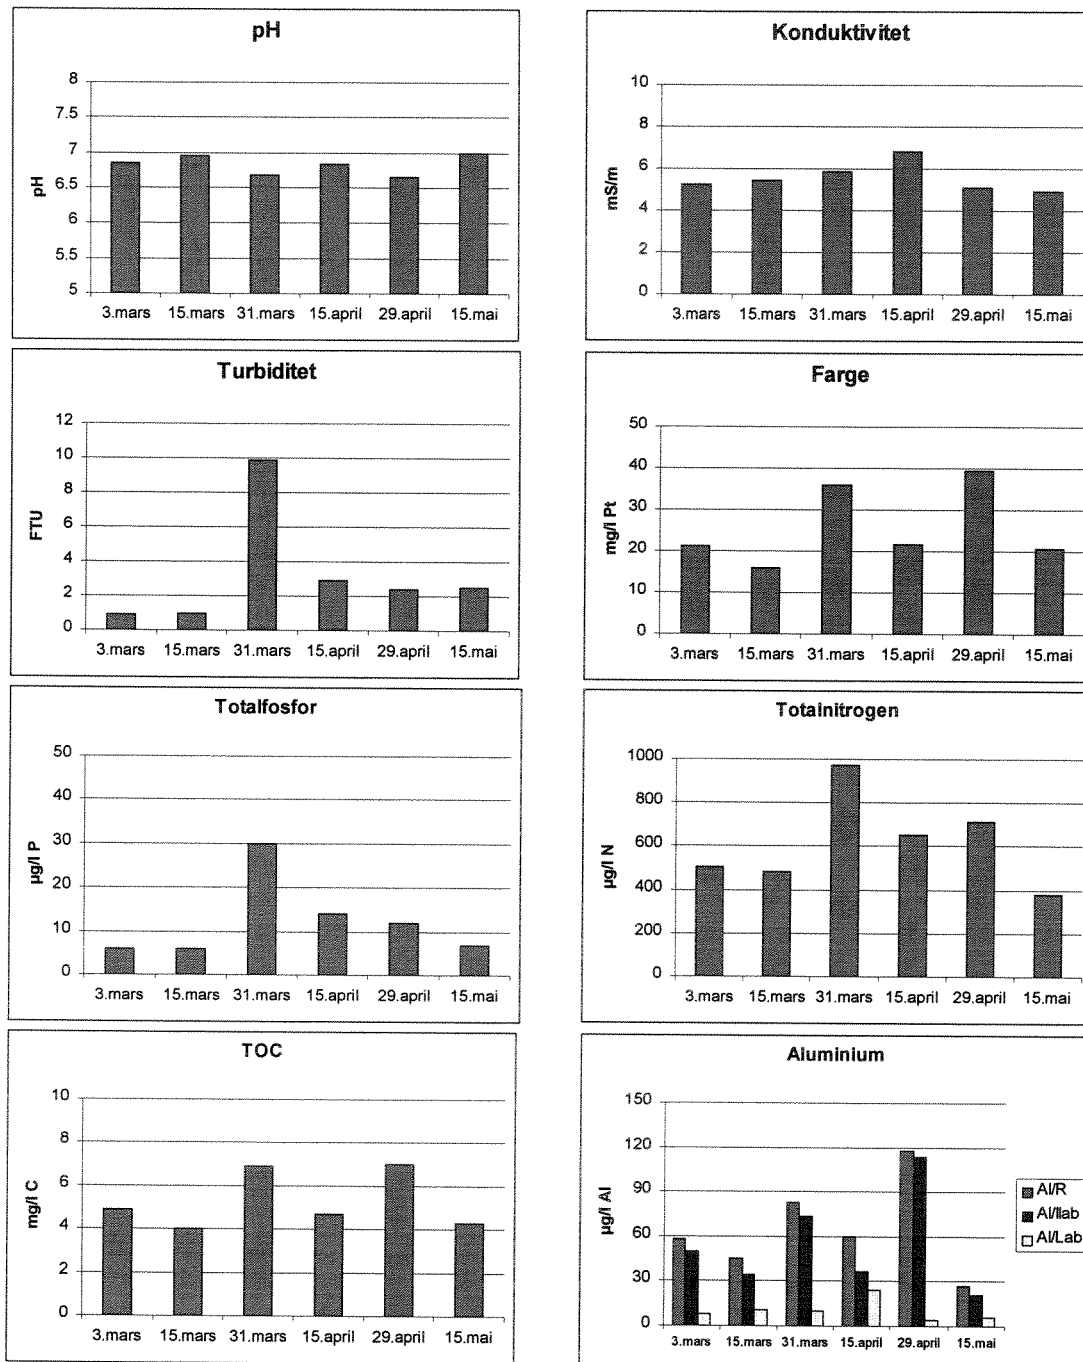 pH
8
7.5
7
6.5
6
5.5
5
pH
3.mars 15.mars 31.mars 15.april 29.april 15.mai
Konduktivitet
10
8
6
4
2
0
mS/m
3.mars 15.mars 31.mars 15.april 29.april 15.mai
Turbiditet
12
10
8
6
4
2
0
FTU
3.mars 15.mars 31.mars 15.april 29.april 15.mai
Farge
50
40
30
20
10
0
mg/l Pt
3.mars 15.mars 31.mars 15.april 29.april 15.mai
Totalfosfor
50
40
30
20
10
0
µg/l P
3.mars 15.mars 31.mars 15.april 29.april 15.mai
Totalnitrogen
1000
800
600
400
200
0
µg/l N
3.mars 15.mars 31.mars 15.april 29.april 15.mai
TOC
10
8
6
4
2
0
mg/l C
3.mars 15.mars 31.mars 15.april 29.april 15.mai
Aluminium
150
120
90
60
30
0
µg/l Al
3.mars 15.mars 31.mars 15.april 29.april 15.mai
Al/R
Al/Ilab
Al/Lab